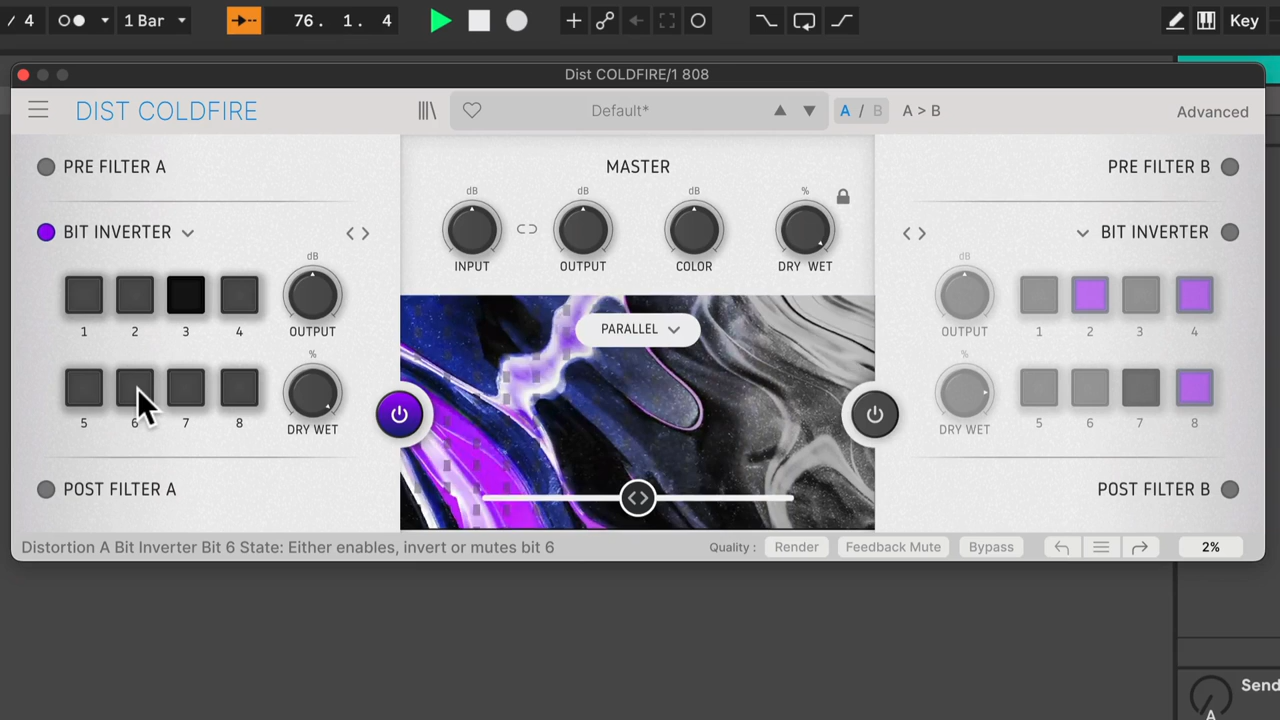 / 4
1 Bar
76. 1. 4
Key
Dist COLDFIRE/1 808
DIST COLDFIRE
Default*
A / B
A > B
Advanced
PRE FILTER A
MASTER
PRE FILTER B
dB
dB
dB
%
INPUT
OUTPUT
COLOR
DRY WET
BIT INVERTER
BIT INVERTER
dB
dB
1
2
3
4
OUTPUT
OUTPUT
1
2
3
4
PARALLEL
%
%
5
6
7
8
DRY WET
DRY WET
5
6
7
8
POST FILTER A
POST FILTER B
Distortion A Bit Inverter Bit 6 State: Either enables, invert or mutes bit 6
Quality :
Render
Feedback Mute
Bypass
2%
Send
A